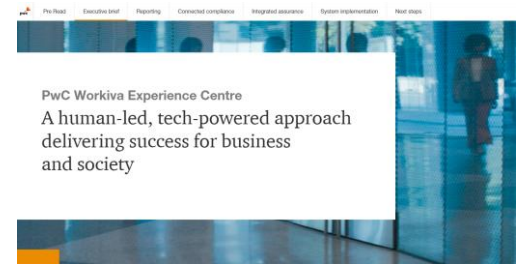 pwc
Pre Read
Executive brief
Reporting
Connected compliance
Integrated assurance
System implementation
Next steps
PwC Workiva Experience Centre
A human-led, tech-powered approach
delivering success for business
and society